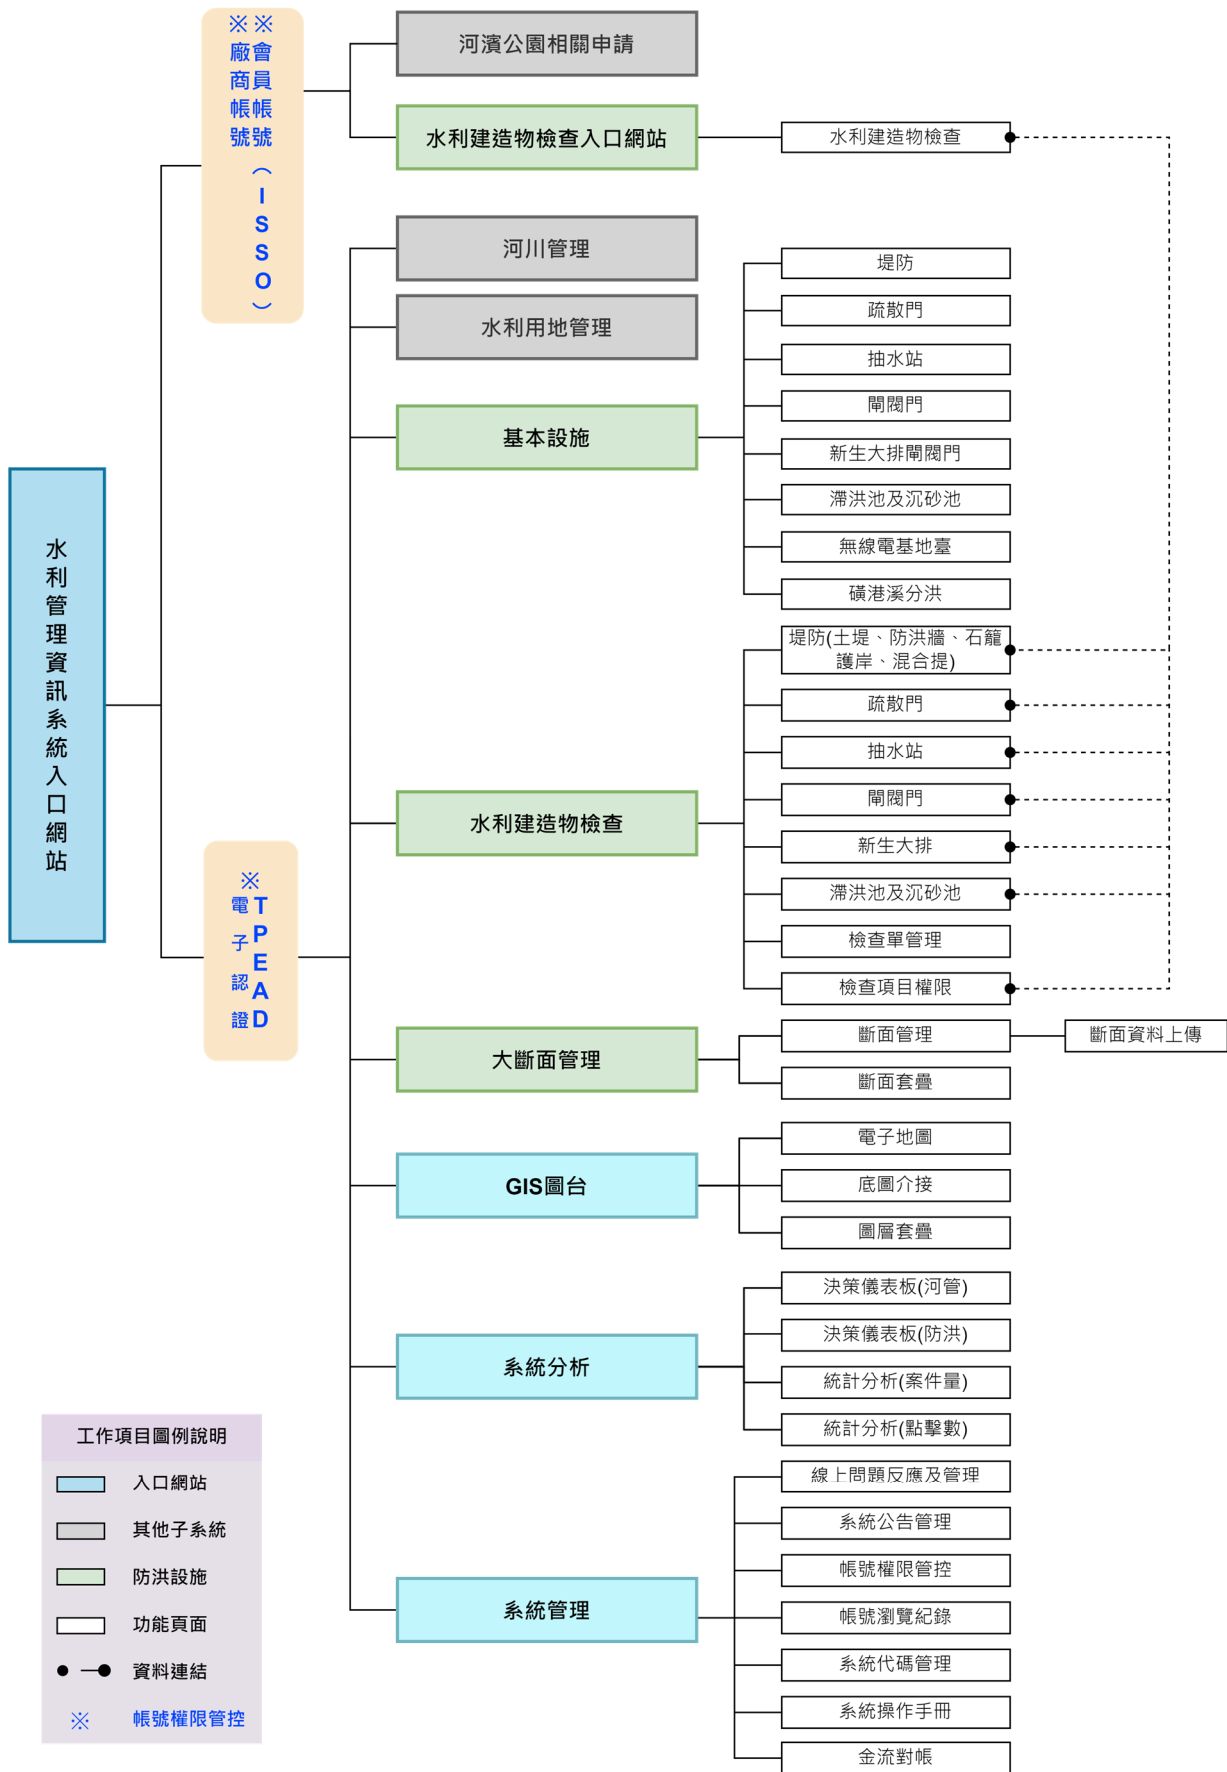 水利管理資訊系統入口網站
※會員帳號（ISSO）
※廠商帳號
河濱公園相關申請
水利建造物檢查入口網站
水利建造物檢查
※TPEAD
電子認證
河川管理
水利用地管理
基本設施
堤防
疏散門
抽水站
閘閥門
新生大排閘閥門
滯洪池及沉砂池
無線電基地臺
磺港溪分洪
水利建造物檢查
堤防(土堤、防洪牆、石籠
護岸、混合提)
疏散門
抽水站
閘閥門
新生大排
滯洪池及沉砂池
檢查單管理
檢查項目權限
大斷面管理
斷面管理
斷面資料上傳
斷面套疊
GIS圖台
電子地圖
底圖介接
圖層套疊
系統分析
決策儀表板(河管)
決策儀表板(防洪)
統計分析(案件量)
統計分析(點擊數)
系統管理
線上問題反應及管理
系統公告管理
帳號權限管控
帳號瀏覽紀錄
系統代碼管理
系統操作手冊
金流對帳
工作項目圖例說明
入口網站
其他子系統
防洪設施
功能頁面
資料連結
※ 帳號權限管控